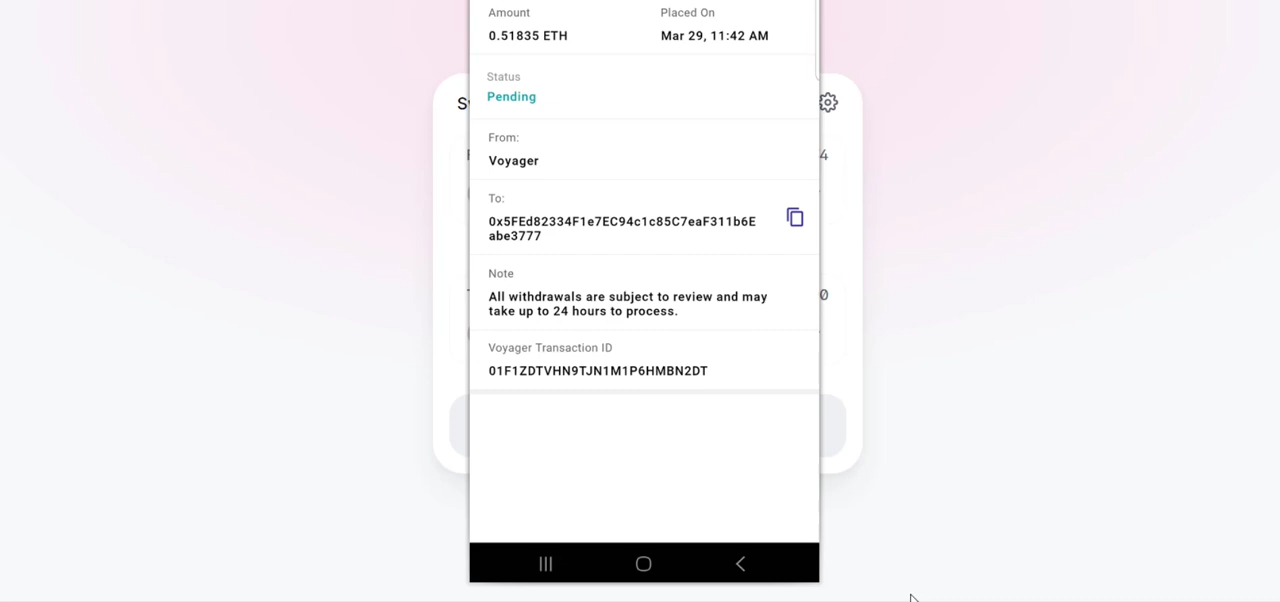 Amount Placed On
0.51835 ETH Mar 29, 11:42 AM
Status
Pending
From:
Voyager
To:
0x5FEd82334F1e7EC94c1c85C7eaF311b6E
abe3777
Note
All withdrawals are subject to review and may
take up to 24 hours to process.
Voyager Transaction ID
01F1ZDTVHN9TJN1M1P6HMBN2DT